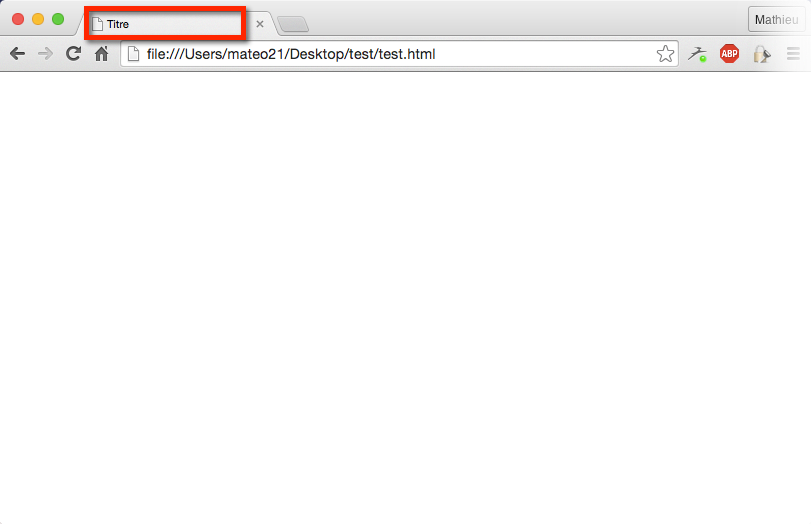 Titre
Mathieu
file:///Users/mateo21/Desktop/test/test.html
ABP